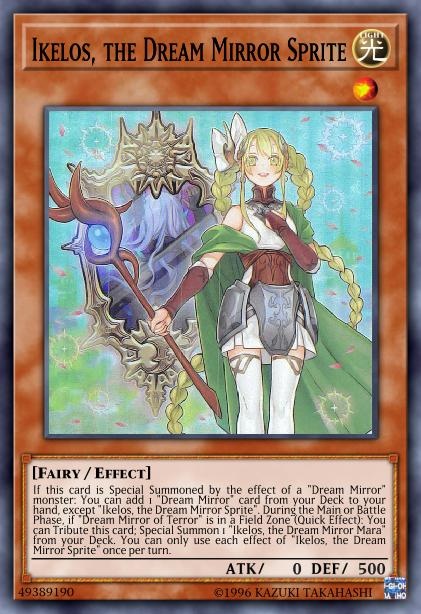 Ikelos, the Dream Mirror Sprite
LIGHT
光
[Fairy / Effect]
If this card is Special Summoned by the effect of a "Dream Mirror"
monster: You can add 1 "Dream Mirror" card from your Deck to your
hand, except "Ikelos, the Dream Mirror Sprite". During the Main or Battle
Phase, if "Dream Mirror of Terror" is in a Field Zone (Quick Effect): You
can Tribute this card; Special Summon 1 "Ikelos, the Dream Mirror Mara"
from your Deck. You can only use each effect of "Ikelos, the Dream
Mirror Sprite" once per turn.
ATK/ 0 DEF/ 500
49389190
©1996 KAZUKI TAKAHASHI